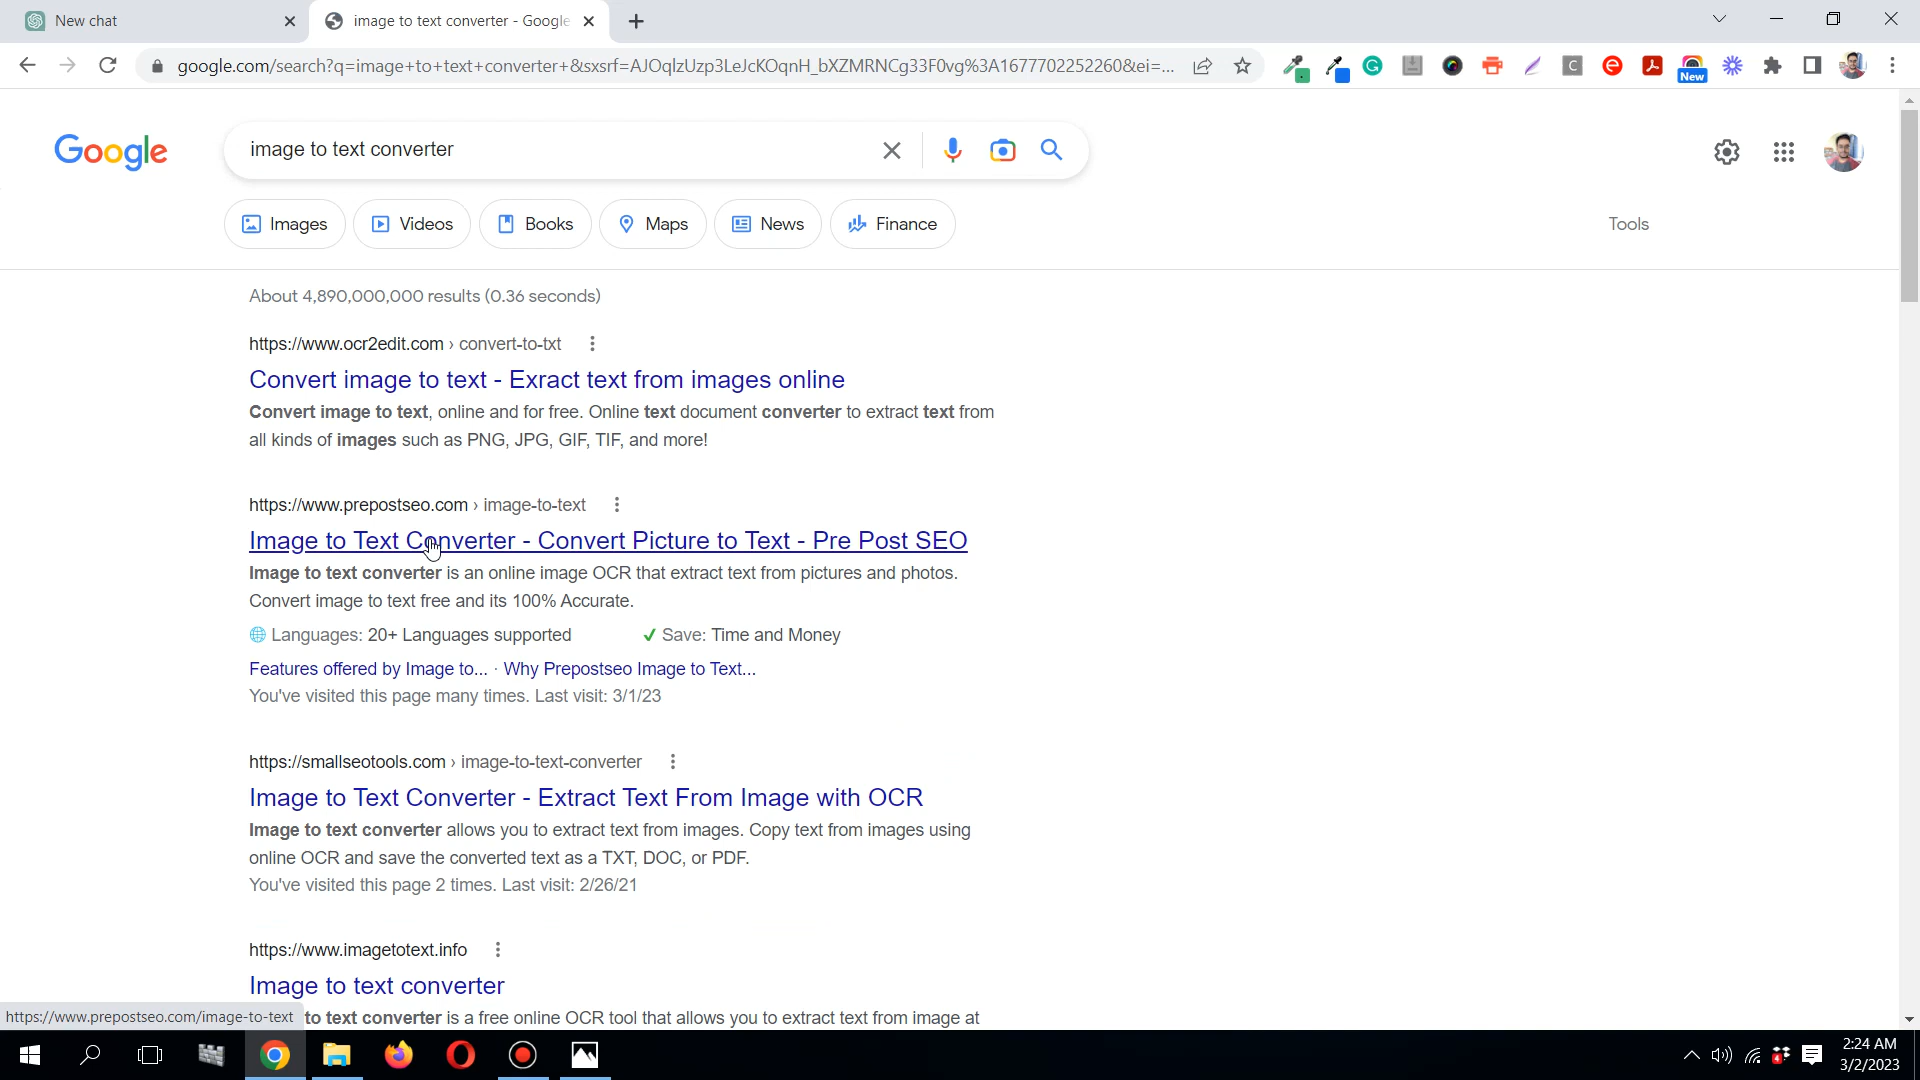 New chat
image to text converter - Google
google.com/search?q=image+to+text+converter+&sxsrf=AJOqlzUzp3LeJcKOqnH_bXZMRNCg33F0vg%3A1677702252260&ei=...
New
Google
image to text converter
Images
Videos
Books
Maps
News
Finance
Tools
About 4,890,000,000 results (0.36 seconds)
https://www.ocr2edit.com › convert-to-txt
Convert image to text - Exract text from images online
Convert image to text, online and for free. Online text document converter to extract text from
all kinds of images such as PNG, JPG, GIF, TIF, and more!
https://www.prepostseo.com › image-to-text
Image to Text Converter - Convert Picture to Text - Pre Post SEO
Image to text converter is an online image OCR that extract text from pictures and photos.
Convert image to text free and its 100% Accurate.
Languages: 20+ Languages supported
✓ Save: Time and Money
Features offered by Image to... · Why Prepostseo Image to Text...
You've visited this page many times. Last visit: 3/1/23
https://smallseotools.com › image-to-text-converter
Image to Text Converter - Extract Text From Image with OCR
Image to text converter allows you to extract text from images. Copy text from images using
online OCR and save the converted text as a TXT, DOC, or PDF.
You've visited this page 2 times. Last visit: 2/26/21
https://www.imagetotext.info
Image to text converter
https://www.prepostseo.com/image-to-text
to text converter is a free online OCR tool that allows you to extract text from image at
2:24 AM
3/2/2023